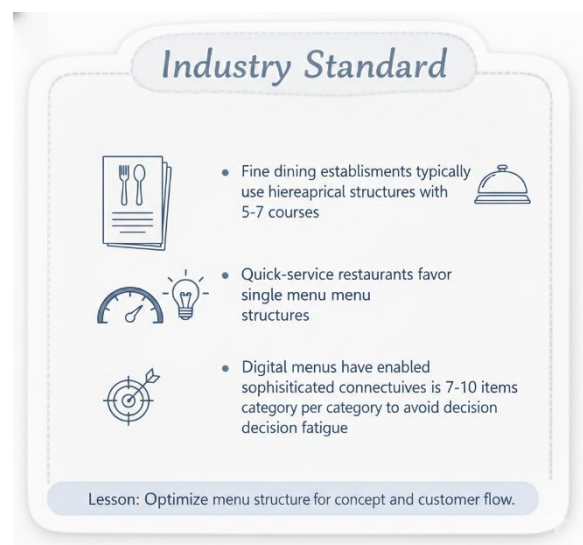 Industry Standard
Fine dining establisments typically
use hiereaprical structures with
5-7 courses
Quick-service restaurants favor
single menu menu
structures
Digital menus have enabled
sophisiticated connectuives is 7-10 items
category per category to avoid decision
decision fatigue
Lesson: Optimize menu structure for concept and customer flow.